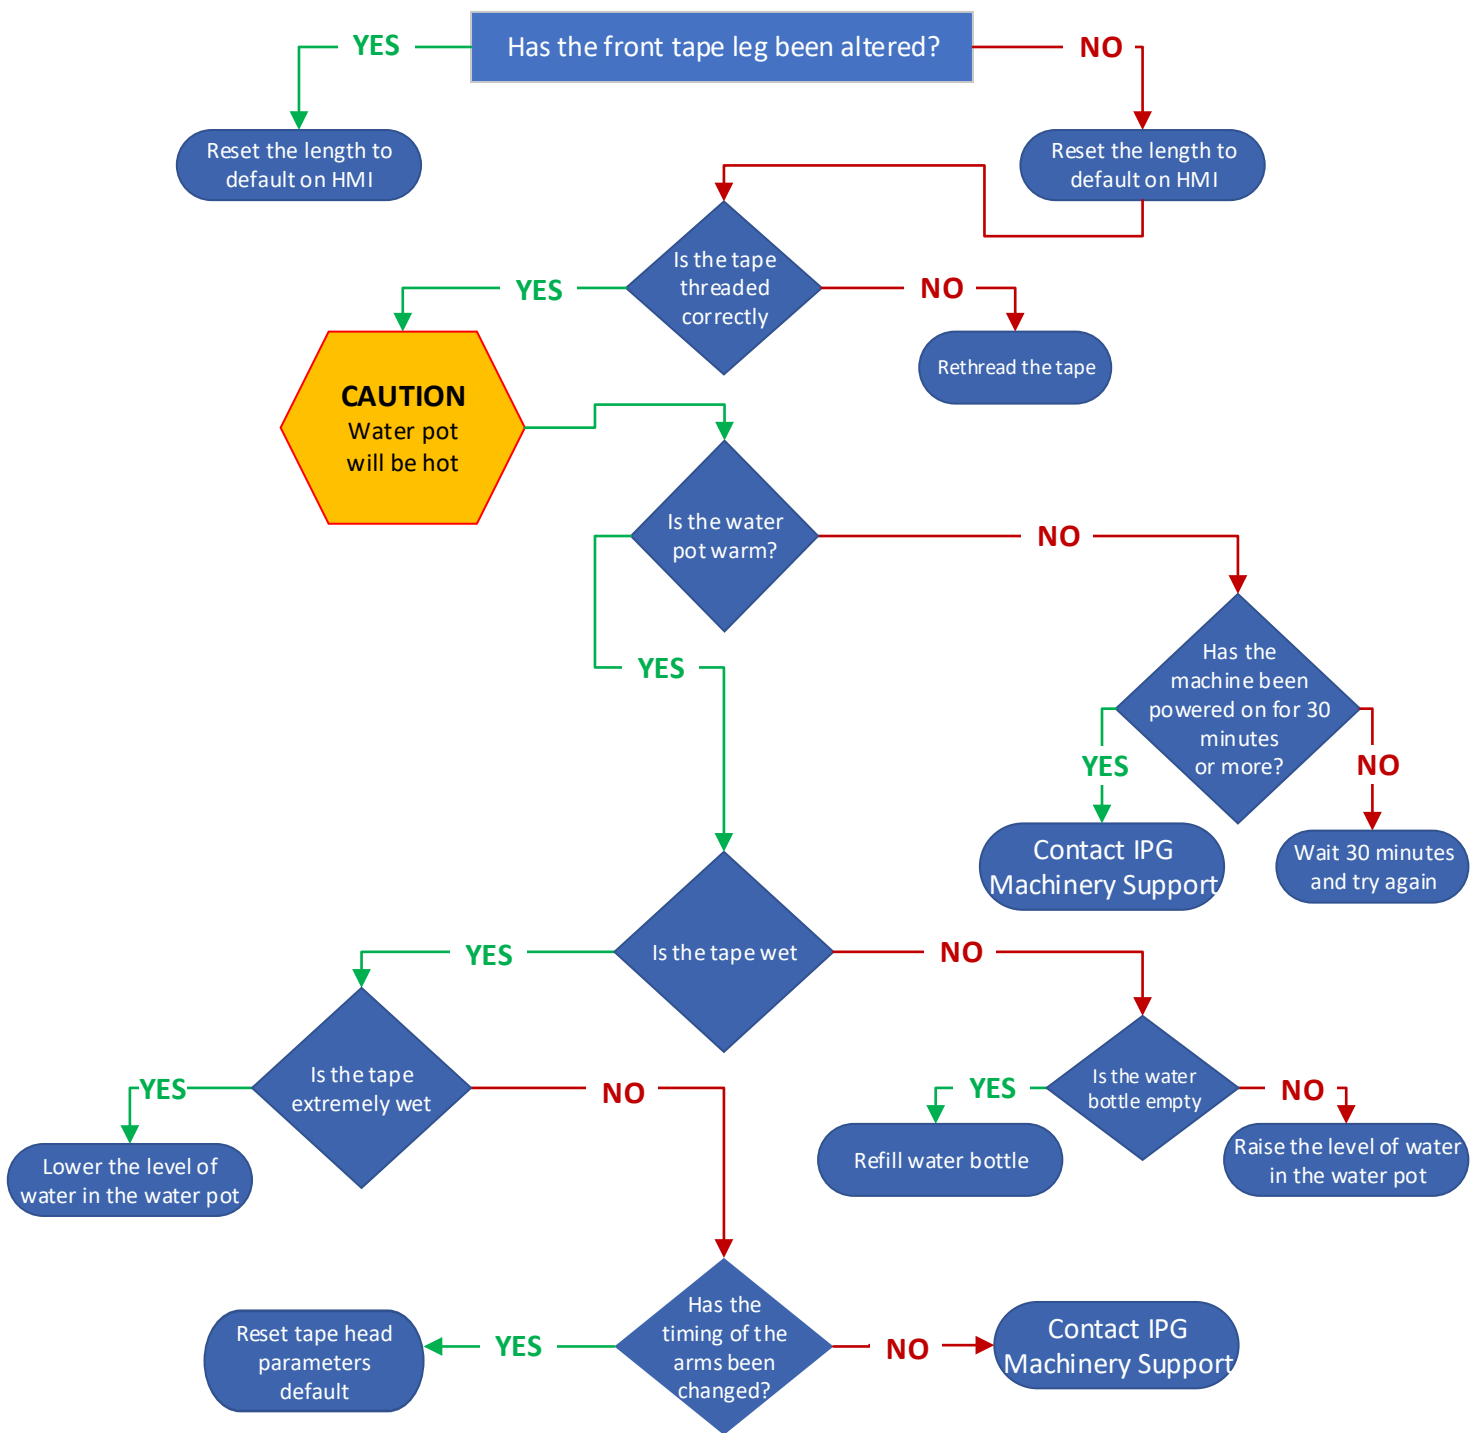 Has the front tape leg been altered?
YES
NO
Reset the length to
default on HMI
Reset the length to
default on HMI
Is the tape
threaded
correctly
YES
NO
Rethread the tape
CAUTION
Water pot
will be hot
Is the water
pot warm?
NO
YES
Has the
machine been
powered on for 30
minutes
or more?
YES
NO
Contact IPG
Machinery Support
Wait 30 minutes
and try again
Is the tape wet
YES
NO
Is the tape
extremely wet
YES
NO
Is the water
bottle empty
YES
NO
Lower the level of
water in the water pot
Refill water bottle
Raise the level of water
in the water pot
Has the
timing of the
arms been
changed?
YES
NO
Reset tape head
parameters
default
Contact IPG
Machinery Support